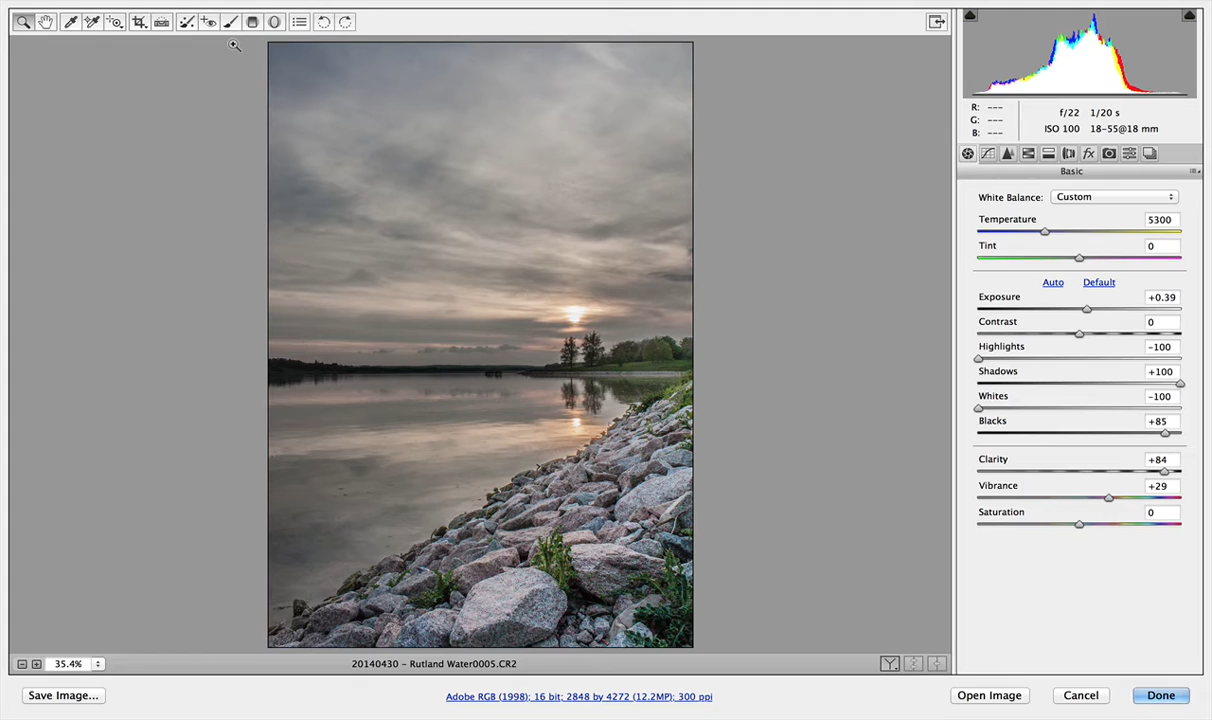 R: ---
G: ---
B: ---
f/22 1/20 s
ISO 100 18-55@18 mm
fx
Basic
White Balance: Custom
Temperature 5300
Tint 0
Auto Default
Exposure +0.39
Contrast 0
Highlights -100
Shadows +100
Whites -100
Blacks +85
Clarity +84
Vibrance +29
Saturation 0
35.4%
20140430 - Rutland Water0005.CR2
Y
Save Image...
Adobe RGB (1998); 16 bit; 2848 by 4272 (12.2MP); 300 ppi
Open Image
Cancel
Done